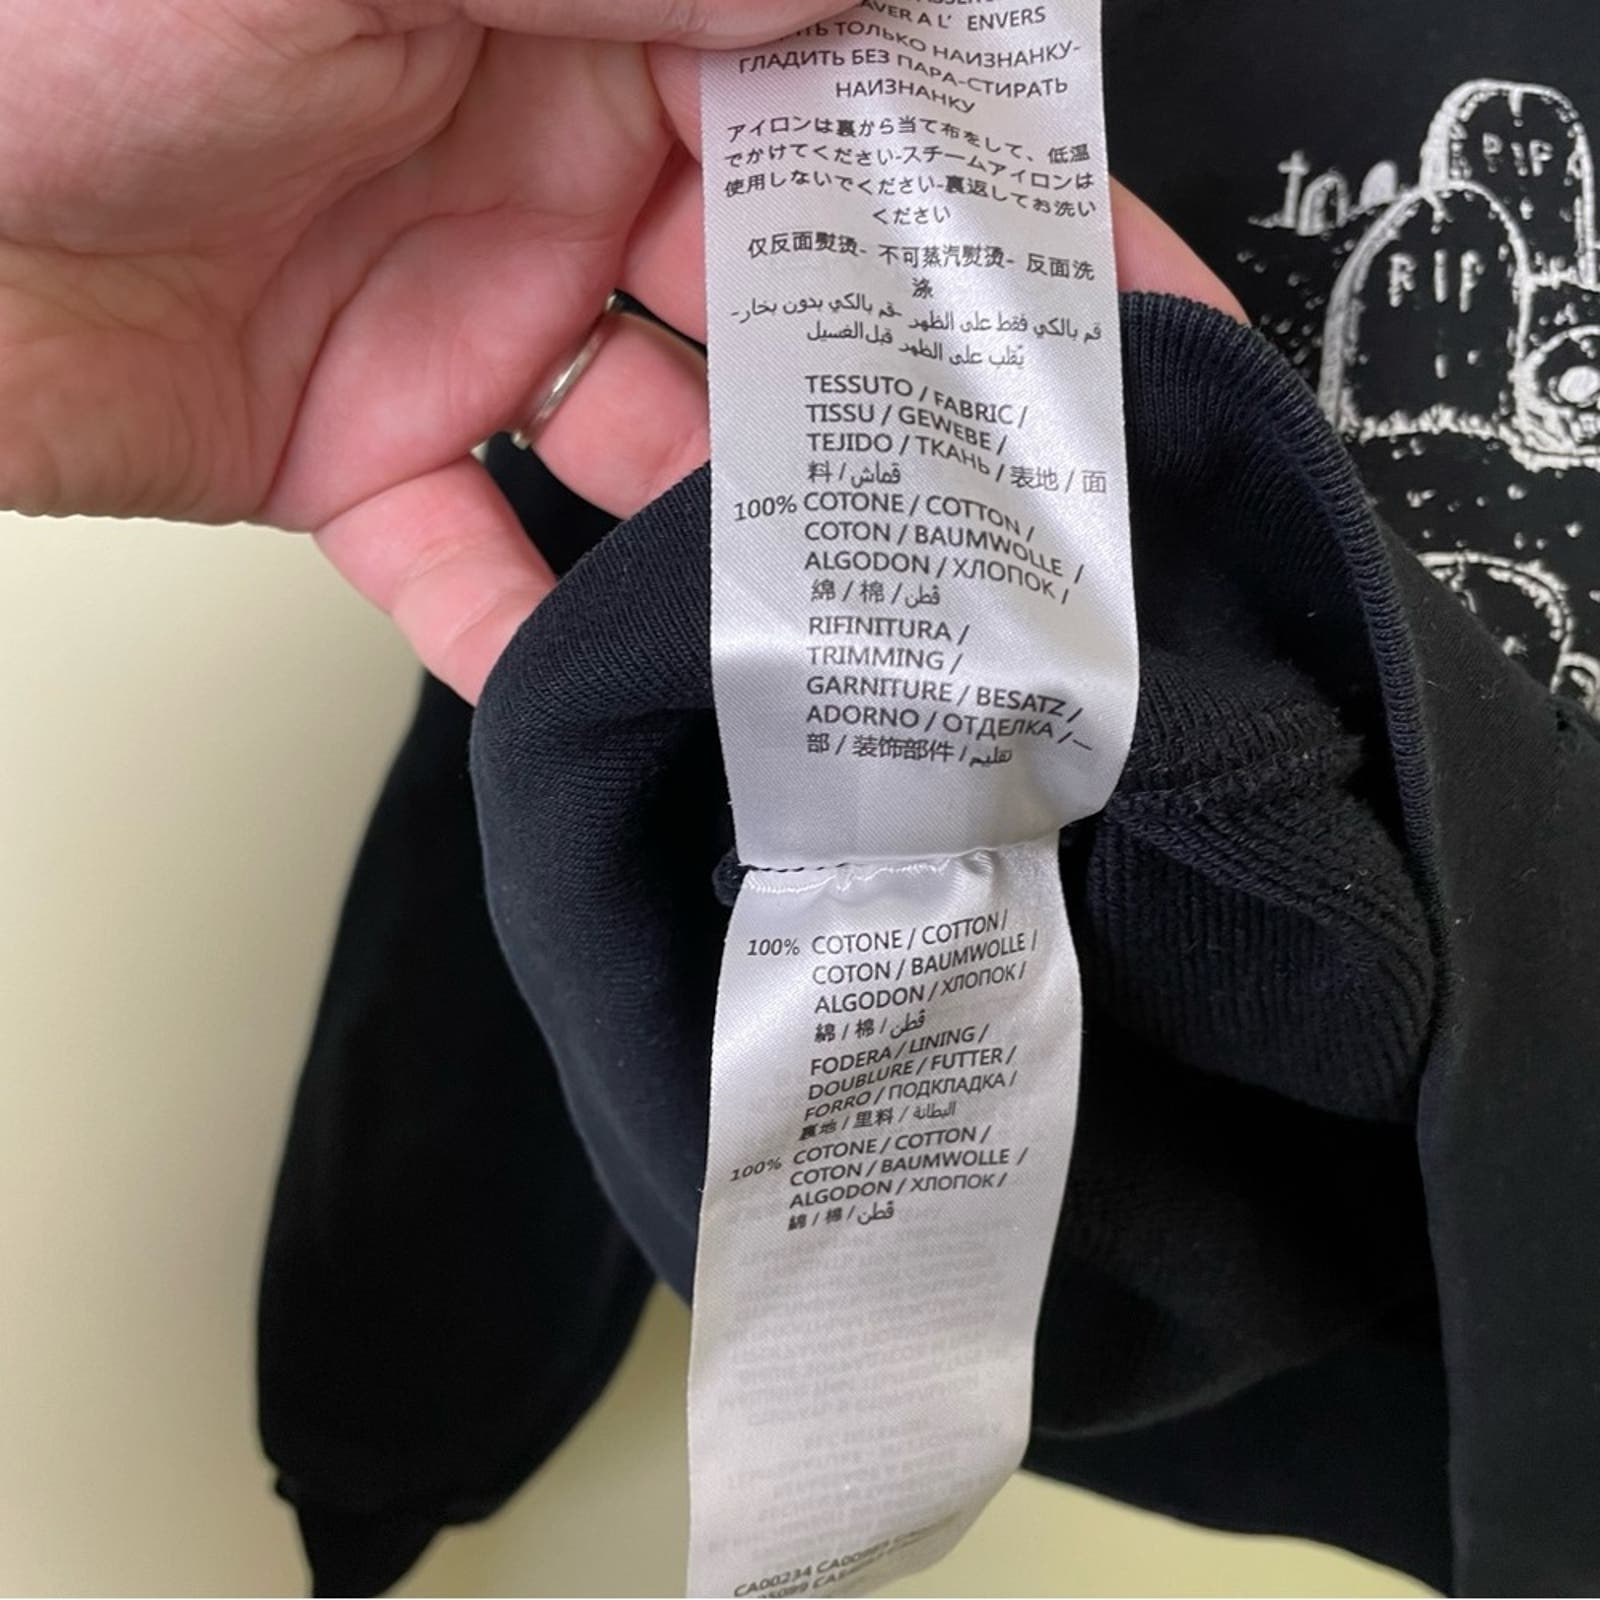 AVER A L' ENVERS
ТЬ ТОЛЬКО НАИЗНАНКУ-
ГЛАДИТЬ БЕЗ ПАРА-СТИРАТЬ
НАИЗНАНКУ
アイロンは裏から当て布をして、低温
でかけてください-スチームアイロンは
使用しないでください-裏返してお洗い
ください
仅反面熨烫- 不可蒸汽熨烫- 反面洗
涤
قم بالكي فقط على الظهر -قم بالكي بدون بخار-
يُقلب على الظهر قبل الغسيل
TESSUTO / FABRIC /
TISSU / GEWEBE /
TEJIDO / ТКАНЬ / 表地 / 面
料 / قماش
100% COTONE / COTTON /
COTON / BAUMWOLLE /
ALGODON / ХЛОПОК /
綿 / 棉 / قطن
RIFINITURA /
TRIMMING /
GARNITURE / BESATZ /
ADORNO / ОТДЕЛКА / 一
部 / 装饰部件 / تقليم
100% COTONE / COTTON /
COTON / BAUMWOLLE /
ALGODON / ХЛОПОК /
綿 / 棉 / قطن
FODERA / LINING /
DOUBLURE / FUTTER /
FORRO / ПОДКЛАДКА /
裏地 / 里料 / البطانة
100% COTONE / COTTON /
COTON / BAUMWOLLE /
ALGODON / ХЛОПОК /
綿 / 棉 / قطن
CA00234
RIP
RIP